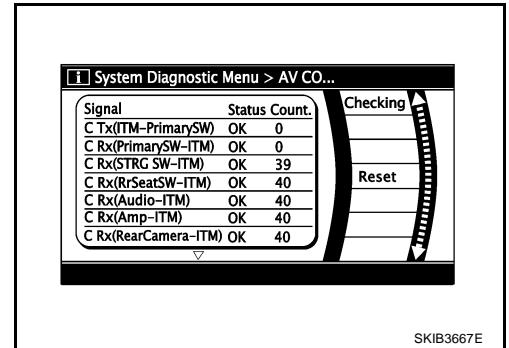 i System Diagnostic Menu > AV CO...
Signal Status Count.
C Tx(ITM-PrimarySW) OK 0
C Rx(PrimarySW-ITM) OK 0
C Rx(STRG SW-ITM) OK 39
C Rx(RrSeatSW-ITM) OK 40
C Rx(Audio-ITM) OK 40
C Rx(Amp-ITM) OK 40
C Rx(RearCamera-ITM) OK 40
Checking
Reset
SKIB3667E